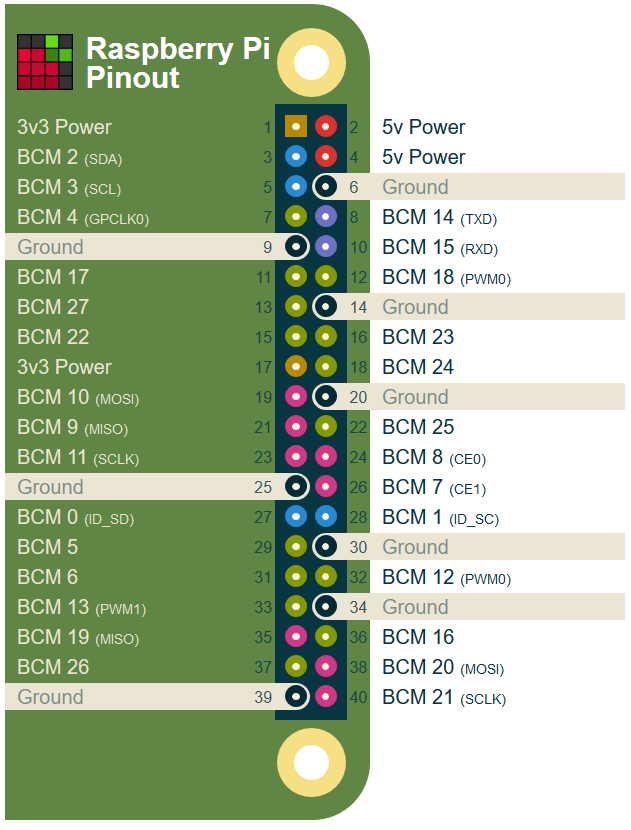 Raspberry Pi
Pinout
3v3 Power 1 2 5v Power
BCM 2 (SDA) 3 4 5v Power
BCM 3 (SCL) 5 6 Ground
BCM 4 (GPCLK0) 7 8 BCM 14 (TXD)
Ground 9 10 BCM 15 (RXD)
BCM 17 11 12 BCM 18 (PWM0)
BCM 27 13 14 Ground
BCM 22 15 16 BCM 23
3v3 Power 17 18 BCM 24
BCM 10 (MOSI) 19 20 Ground
BCM 9 (MISO) 21 22 BCM 25
BCM 11 (SCLK) 23 24 BCM 8 (CE0)
Ground 25 26 BCM 7 (CE1)
BCM 0 (ID_SD) 27 28 BCM 1 (ID_SC)
BCM 5 29 30 Ground
BCM 6 31 32 BCM 12 (PWM0)
BCM 13 (PWM1) 33 34 Ground
BCM 19 (MISO) 35 36 BCM 16
BCM 26 37 38 BCM 20 (MOSI)
Ground 39 40 BCM 21 (SCLK)